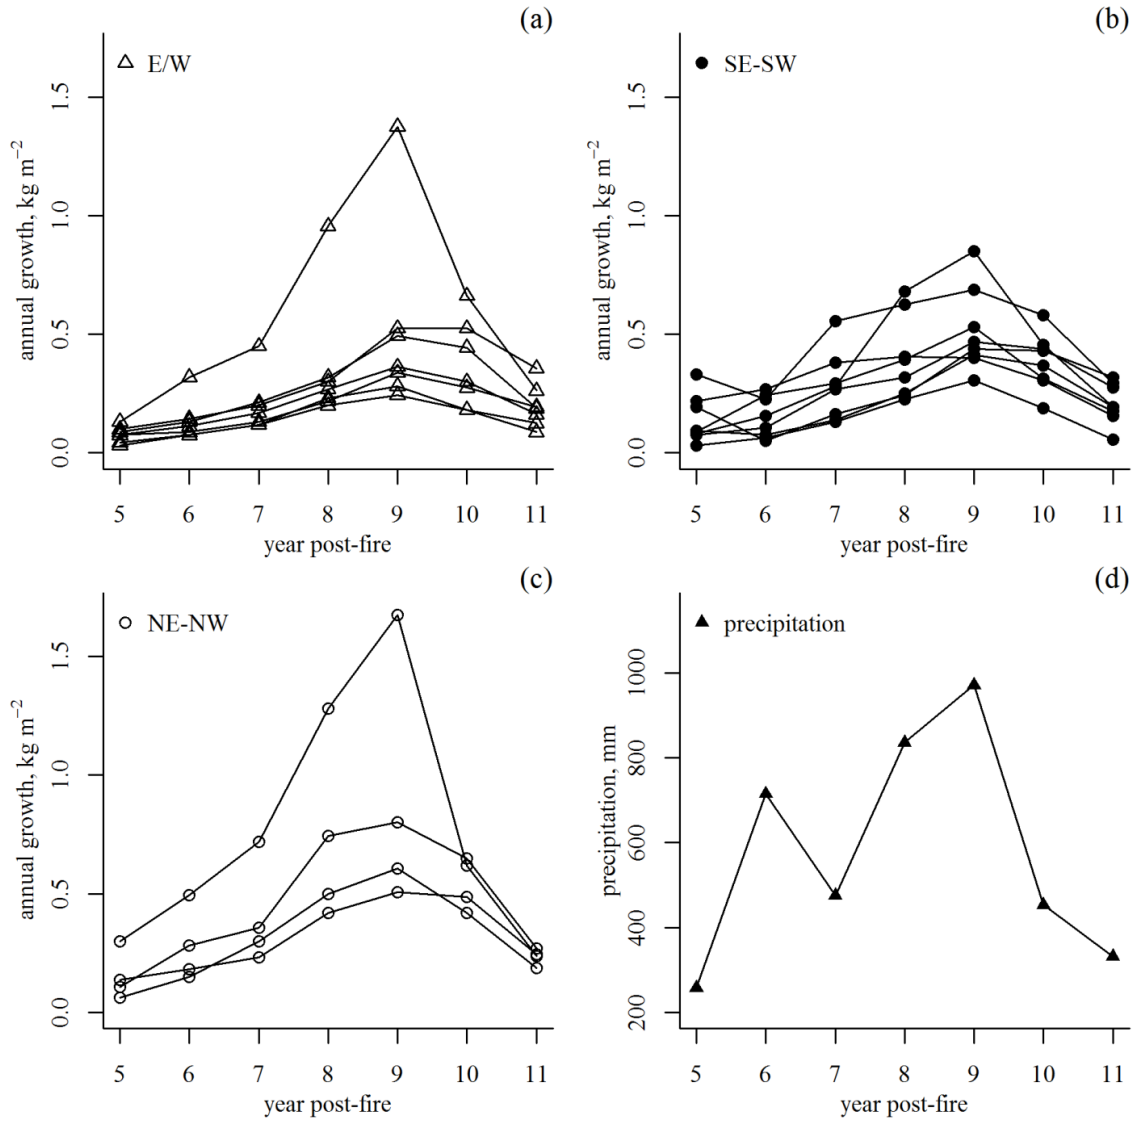 (a)
E/W
annual growth, kg m⁻²
1.5
1.0
0.5
0.0
5 6 7 8 9 10 11
year post-fire
(b)
SE-SW
annual growth, kg m⁻²
1.5
1.0
0.5
0.0
5 6 7 8 9 10 11
year post-fire
(c)
NE-NW
annual growth, kg m⁻²
1.5
1.0
0.5
0.0
5 6 7 8 9 10 11
year post-fire
(d)
precipitation
precipitation, mm
1000
800
600
400
200
5 6 7 8 9 10 11
year post-fire